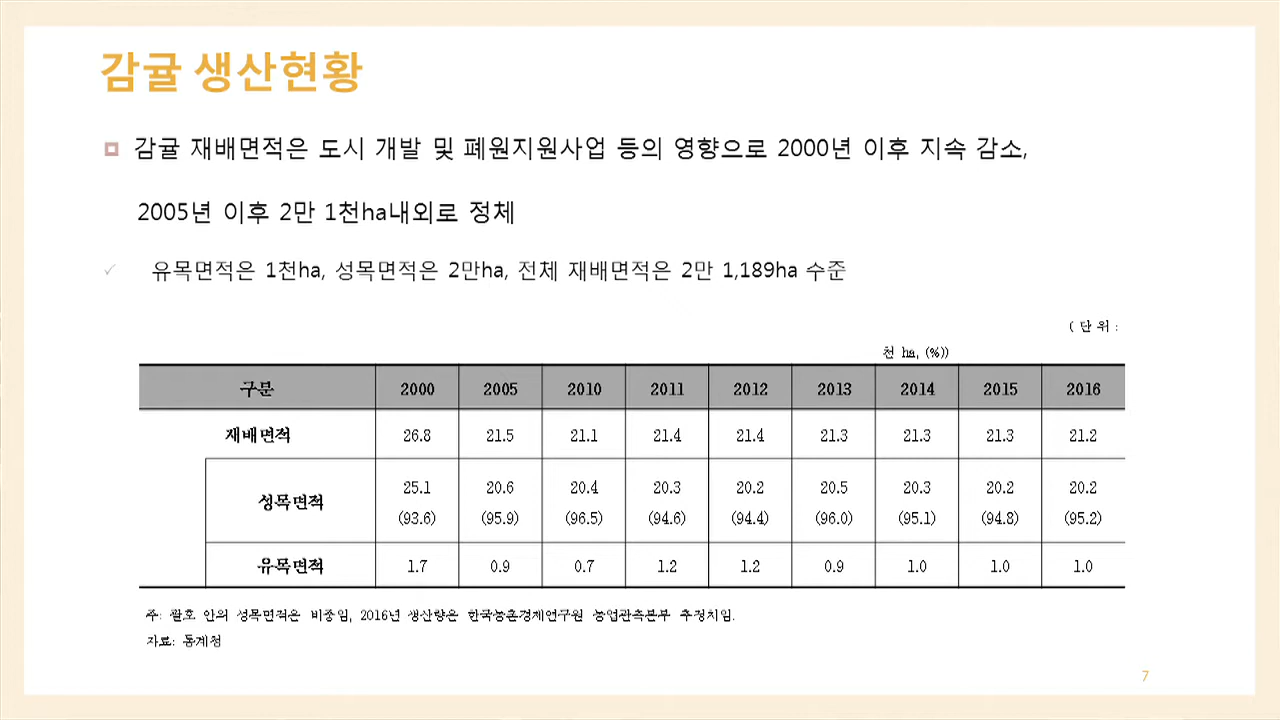 감귤 생산현황
감귤 재배면적은 도시 개발 및 폐원지원사업 등의 영향으로 2000년 이후 지속 감소,
2005년 이후 2만 1천ha내외로 정체
✓ 유목면적은 1천ha, 성목면적은 2만ha, 전체 재배면적은 2만 1,189ha 수준
( 단 위 :
천 ha, (%))
구분 2000 2005 2010 2011 2012 2013 2014 2015 2016
재배면적 26.8 21.5 21.1 21.4 21.4 21.3 21.3 21.3 21.2
성목면적 25.1 20.6 20.4 20.3 20.2 20.5 20.3 20.2 20.2
(93.6) (95.9) (96.5) (94.6) (94.4) (96.0) (95.1) (94.8) (95.2)
유목면적 1.7 0.9 0.7 1.2 1.2 0.9 1.0 1.0 1.0
주: 괄호 안의 성목면적은 비중임, 2016년 생산량은 한국농촌경제연구원 농업관측본부 추정치임.
자료: 통계청
7